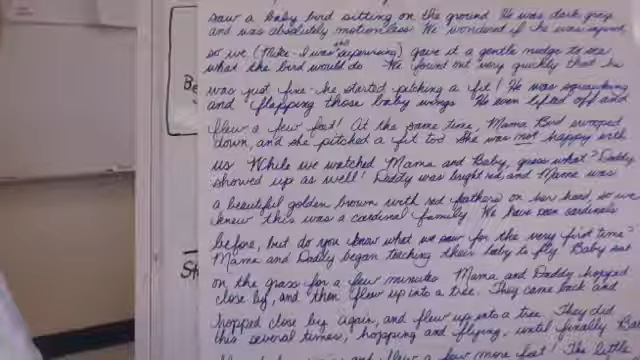 saw a baby bird sitting on the ground. He was dark gray
and was absolutely motionless. We wondered if he was injured
so we (Mike - I was supervising) gave it a gentle nudge to see
what the bird would do. We found out very quickly that he
was just fine - he started pitching a fit! He was squawking
and flapping those baby wings. He even lifted off and
flew a few feet! At the same time, Mama Bird swooped
down, and she pitched a fit too. She was not happy with
us. While we watched Mama and Baby, guess what? Daddy
showed up as well! Daddy was bright red, and Mama was
a beautiful golden brown with red feathers on her head, so we
knew this was a cardinal family. We have seen cardinals
before, but do you know what we saw for the very first time?
Mama and Daddy began teaching their baby to fly. Baby sat
on the grass for a few minutes. Mama and Daddy hopped
close by, and then flew up into a tree. They came back and
hopped close by again, and flew up into a tree. They did
this several times, hopping and flying, until finally Ba
and flew a few more feet. The little
Be
St